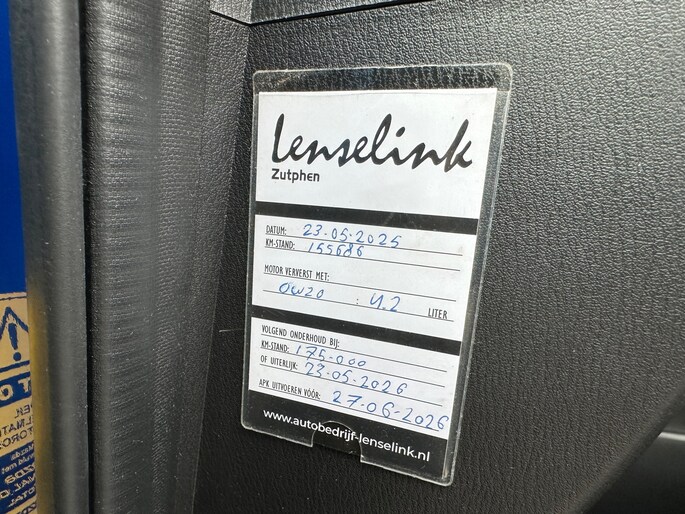 Lenselink
Zutphen
DATUM: 23-05-2025
KM-STAND: 155686
MOTOR VERVERST MET:
0W20 : 4.2 LITER
VOLGEND ONDERHOUD BIJ:
KM-STAND: 175-000
OF UITERLIJK: 23-05-2026
APK UITVOEREN VÓÓR: 27-06-2026
www.autobedrijf-lenselink.nl